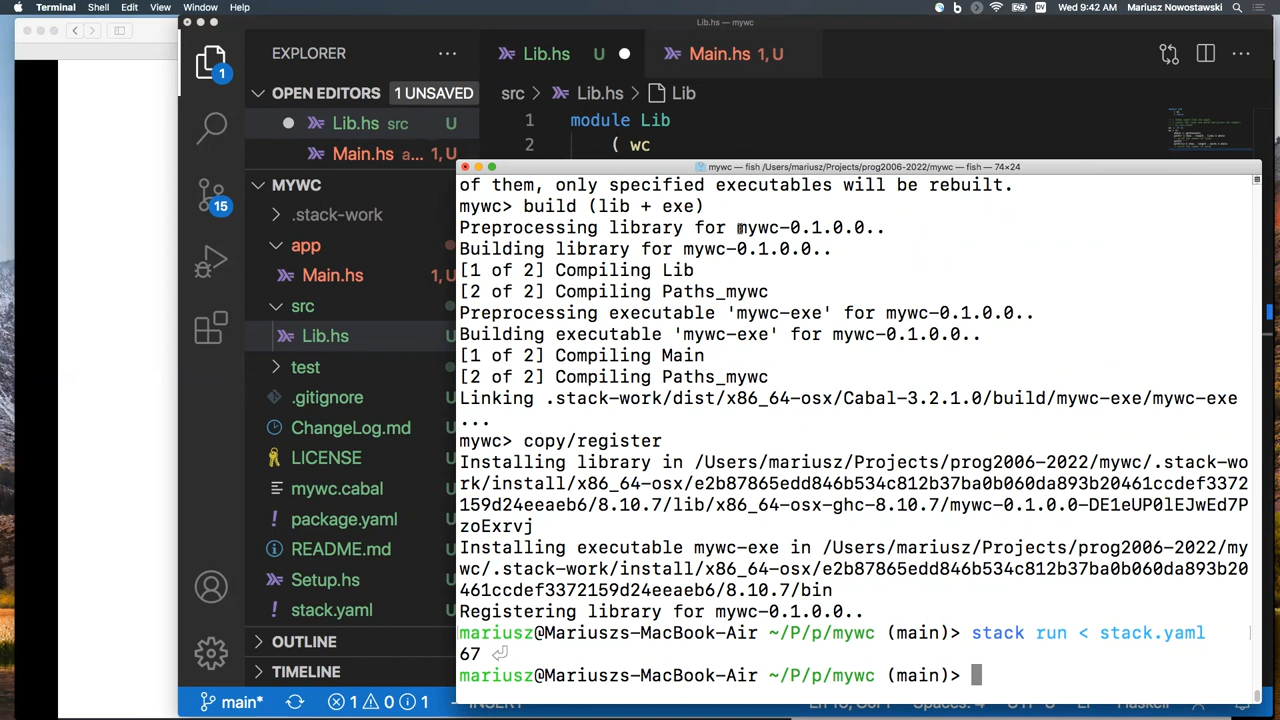 Terminal Shell Edit View Window Help
Wed 9:42 AM Mariusz Nowostawski
Lib.hs — mywc
EXPLORER
Lib.hs U
Main.hs 1, U
OPEN EDITORS 1 UNSAVED
src > Lib.hs > Lib
Lib.hs src U
1 module Lib
Main.hs a... 1, U
2 ( wc
MYWC
.stack-work
app
Main.hs 1, U
src
Lib.hs U
test
.gitignore
ChangeLog.md
LICENSE
mywc.cabal
package.yaml
README.md
Setup.hs
stack.yaml
OUTLINE
TIMELINE
1
15
mywc — fish /Users/mariusz/Projects/prog2006-2022/mywc — fish — 74×24
of them, only specified executables will be rebuilt.
mywc> build (lib + exe)
Preprocessing library for mywc-0.1.0.0..
Building library for mywc-0.1.0.0..
[1 of 2] Compiling Lib
[2 of 2] Compiling Paths_mywc
Preprocessing executable 'mywc-exe' for mywc-0.1.0.0..
Building executable 'mywc-exe' for mywc-0.1.0.0..
[1 of 2] Compiling Main
[2 of 2] Compiling Paths_mywc
Linking .stack-work/dist/x86_64-osx/Cabal-3.2.1.0/build/mywc-exe/mywc-exe
...
mywc> copy/register
Installing library in /Users/mariusz/Projects/prog2006-2022/mywc/.stack-wo
rk/install/x86_64-osx/e2b87865edd846b534c812b37ba0b060da893b20461ccdef3372
159d24eeaeb6/8.10.7/lib/x86_64-osx-ghc-8.10.7/mywc-0.1.0.0-DE1eUP0lEJwEd7P
zoExrvj
Installing executable mywc-exe in /Users/mariusz/Projects/prog2006-2022/my
wc/.stack-work/install/x86_64-osx/e2b87865edd846b534c812b37ba0b060da893b20
461ccdef3372159d24eeaeb6/8.10.7/bin
Registering library for mywc-0.1.0.0..
mariusz@Mariuszs-MacBook-Air ~/P/p/mywc (main)> stack run < stack.yaml
67 ⏎
mariusz@Mariuszs-MacBook-Air ~/P/p/mywc (main)>
main* 1 0 1